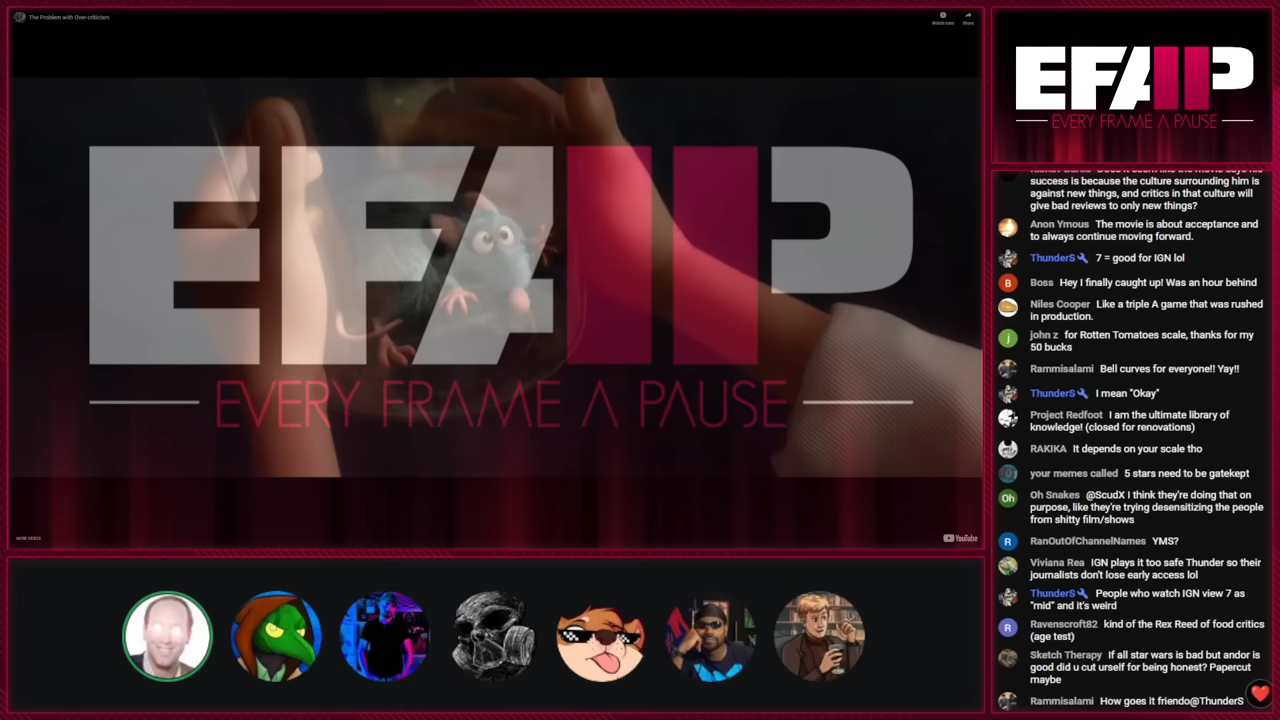 The Problem with Over-criticism
Watch later
Share
EFAP
EVERY FRAME A PAUSE
MORE VIDEOS
YouTube
EFAP
EVERY FRAME A PAUSE
success is because the culture surrounding him is
against new things, and critics in that culture will
give bad reviews to only new things?
Anon Ymous The movie is about acceptance and
to always continue moving forward.
ThunderS 7 = good for IGN lol
B
Boss Hey I finally caught up! Was an hour behind
Niles Cooper Like a triple A game that was rushed
in production.
j
john z for Rotten Tomatoes scale, thanks for my
50 bucks
Rammisalami Bell curves for everyone!! Yay!!
ThunderS I mean "Okay"
Project Redfoot I am the ultimate library of
knowledge! (closed for renovations)
RAKIKA It depends on your scale tho
your memes called 5 stars need to be gatekept
Oh
Oh Snakes @ScudX I think they're doing that on
purpose, like they're trying desensitizing the people
from shitty film/shows
R
RanOutOfChannelNames YMS?
Viviana Rea IGN plays it too safe Thunder so their
journalists don't lose early access lol
ThunderS People who watch IGN view 7 as
"mid" and it's weird
R
Ravenscroft82 kind of the Rex Reed of food critics
(age test)
Sketch Therapy If all star wars is bad but andor is
good did u cut urself for being honest? Papercut
maybe
Rammisalami How goes it friendo@ThunderS